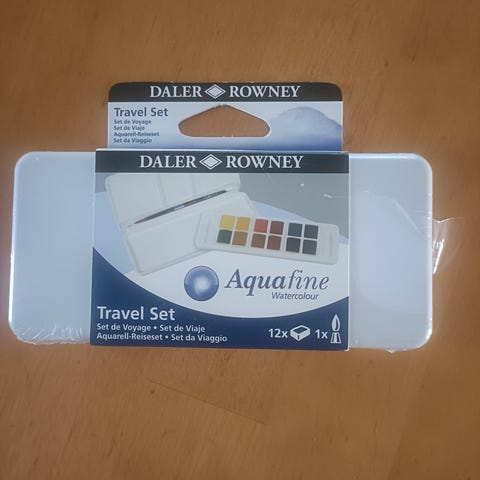 DALER ROWNEY
Travel Set
Set de Voyage
Set de Viaje
Aquarell-Reiseset
Set da Viaggio
DALER ROWNEY
Aquafine
Watercolour
Travel Set
Set de Voyage • Set de Viaje
Aquarell-Reiseset • Set da Viaggio
12x 1x